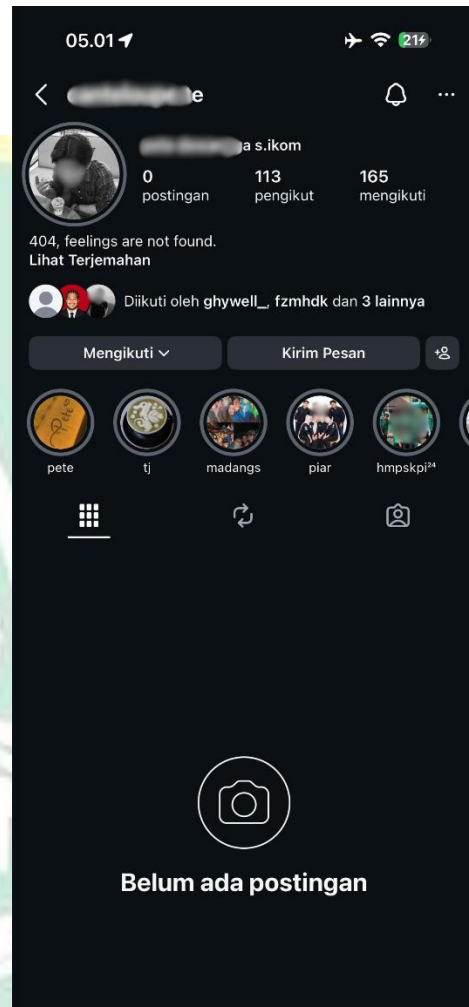 05.01
21
s.ikom
0 113 165
postingan pengikut mengikuti
404, feelings are not found.
Lihat Terjemahan
Diikuti oleh ghywell_, fzmhdk dan 3 lainnya
Mengikuti Kirim Pesan
Pete
pete tj madangs piar hmpskpi²⁴
Belum ada postingan